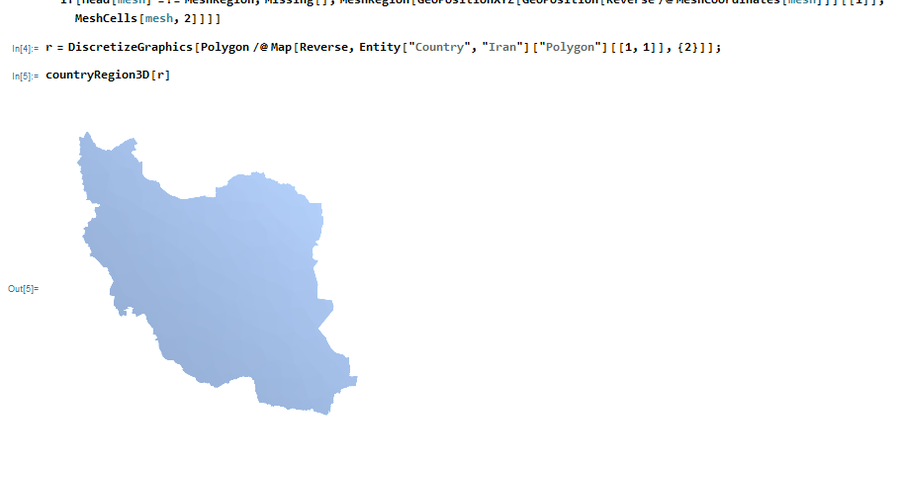 If[Head[mesh] =!= MeshRegion, Missing[], MeshRegion[GeoPositionXYZ[GeoPosition[Reverse /@ MeshCoordinates[mesh]]][[1]],
MeshCells[mesh, 2]]]]
In[4]:= r = DiscretizeGraphics[Polygon /@ Map[Reverse, Entity["Country", "Iran"]["Polygon"][[1, 1]], {2}]];
In[5]:= countryRegion3D[r]
Out[5]=